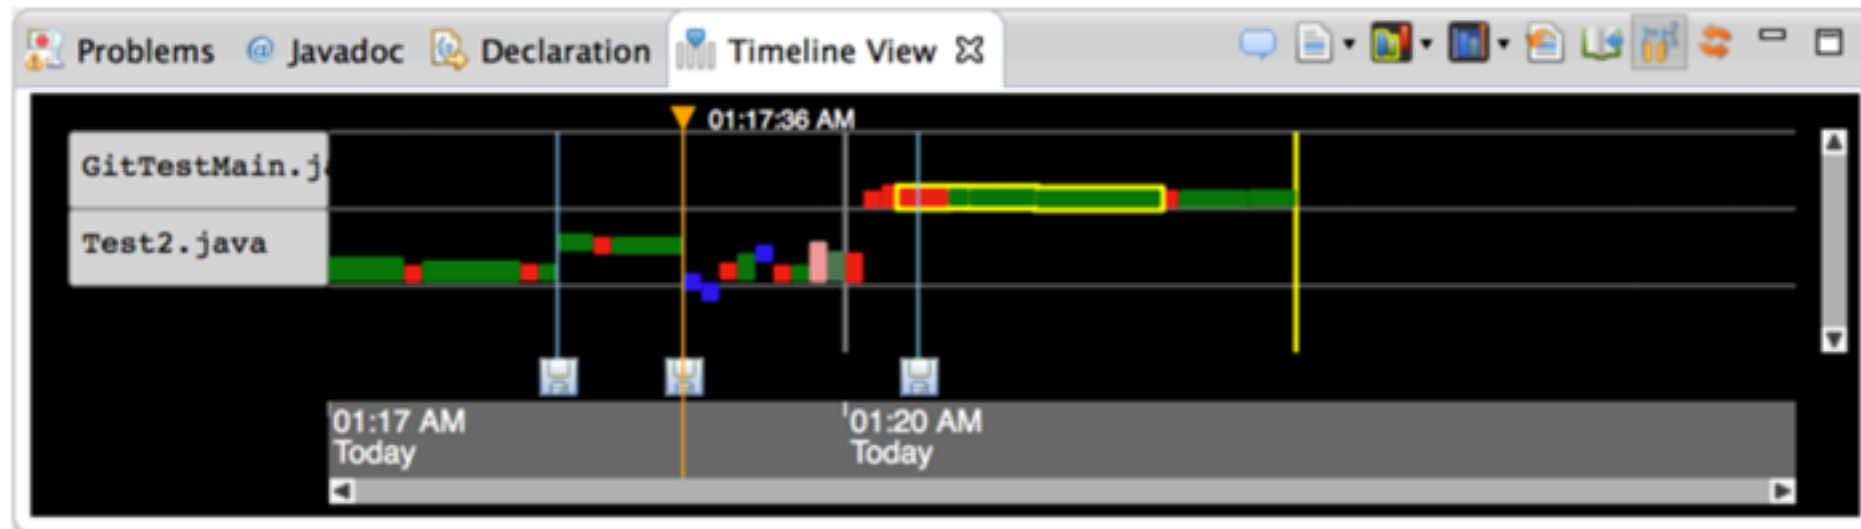 Problems @ Javadoc Declaration Timeline View
01:17:36 AM
GitTestMain.ja
Test2.java
01:17 AM 01:20 AM
Today Today